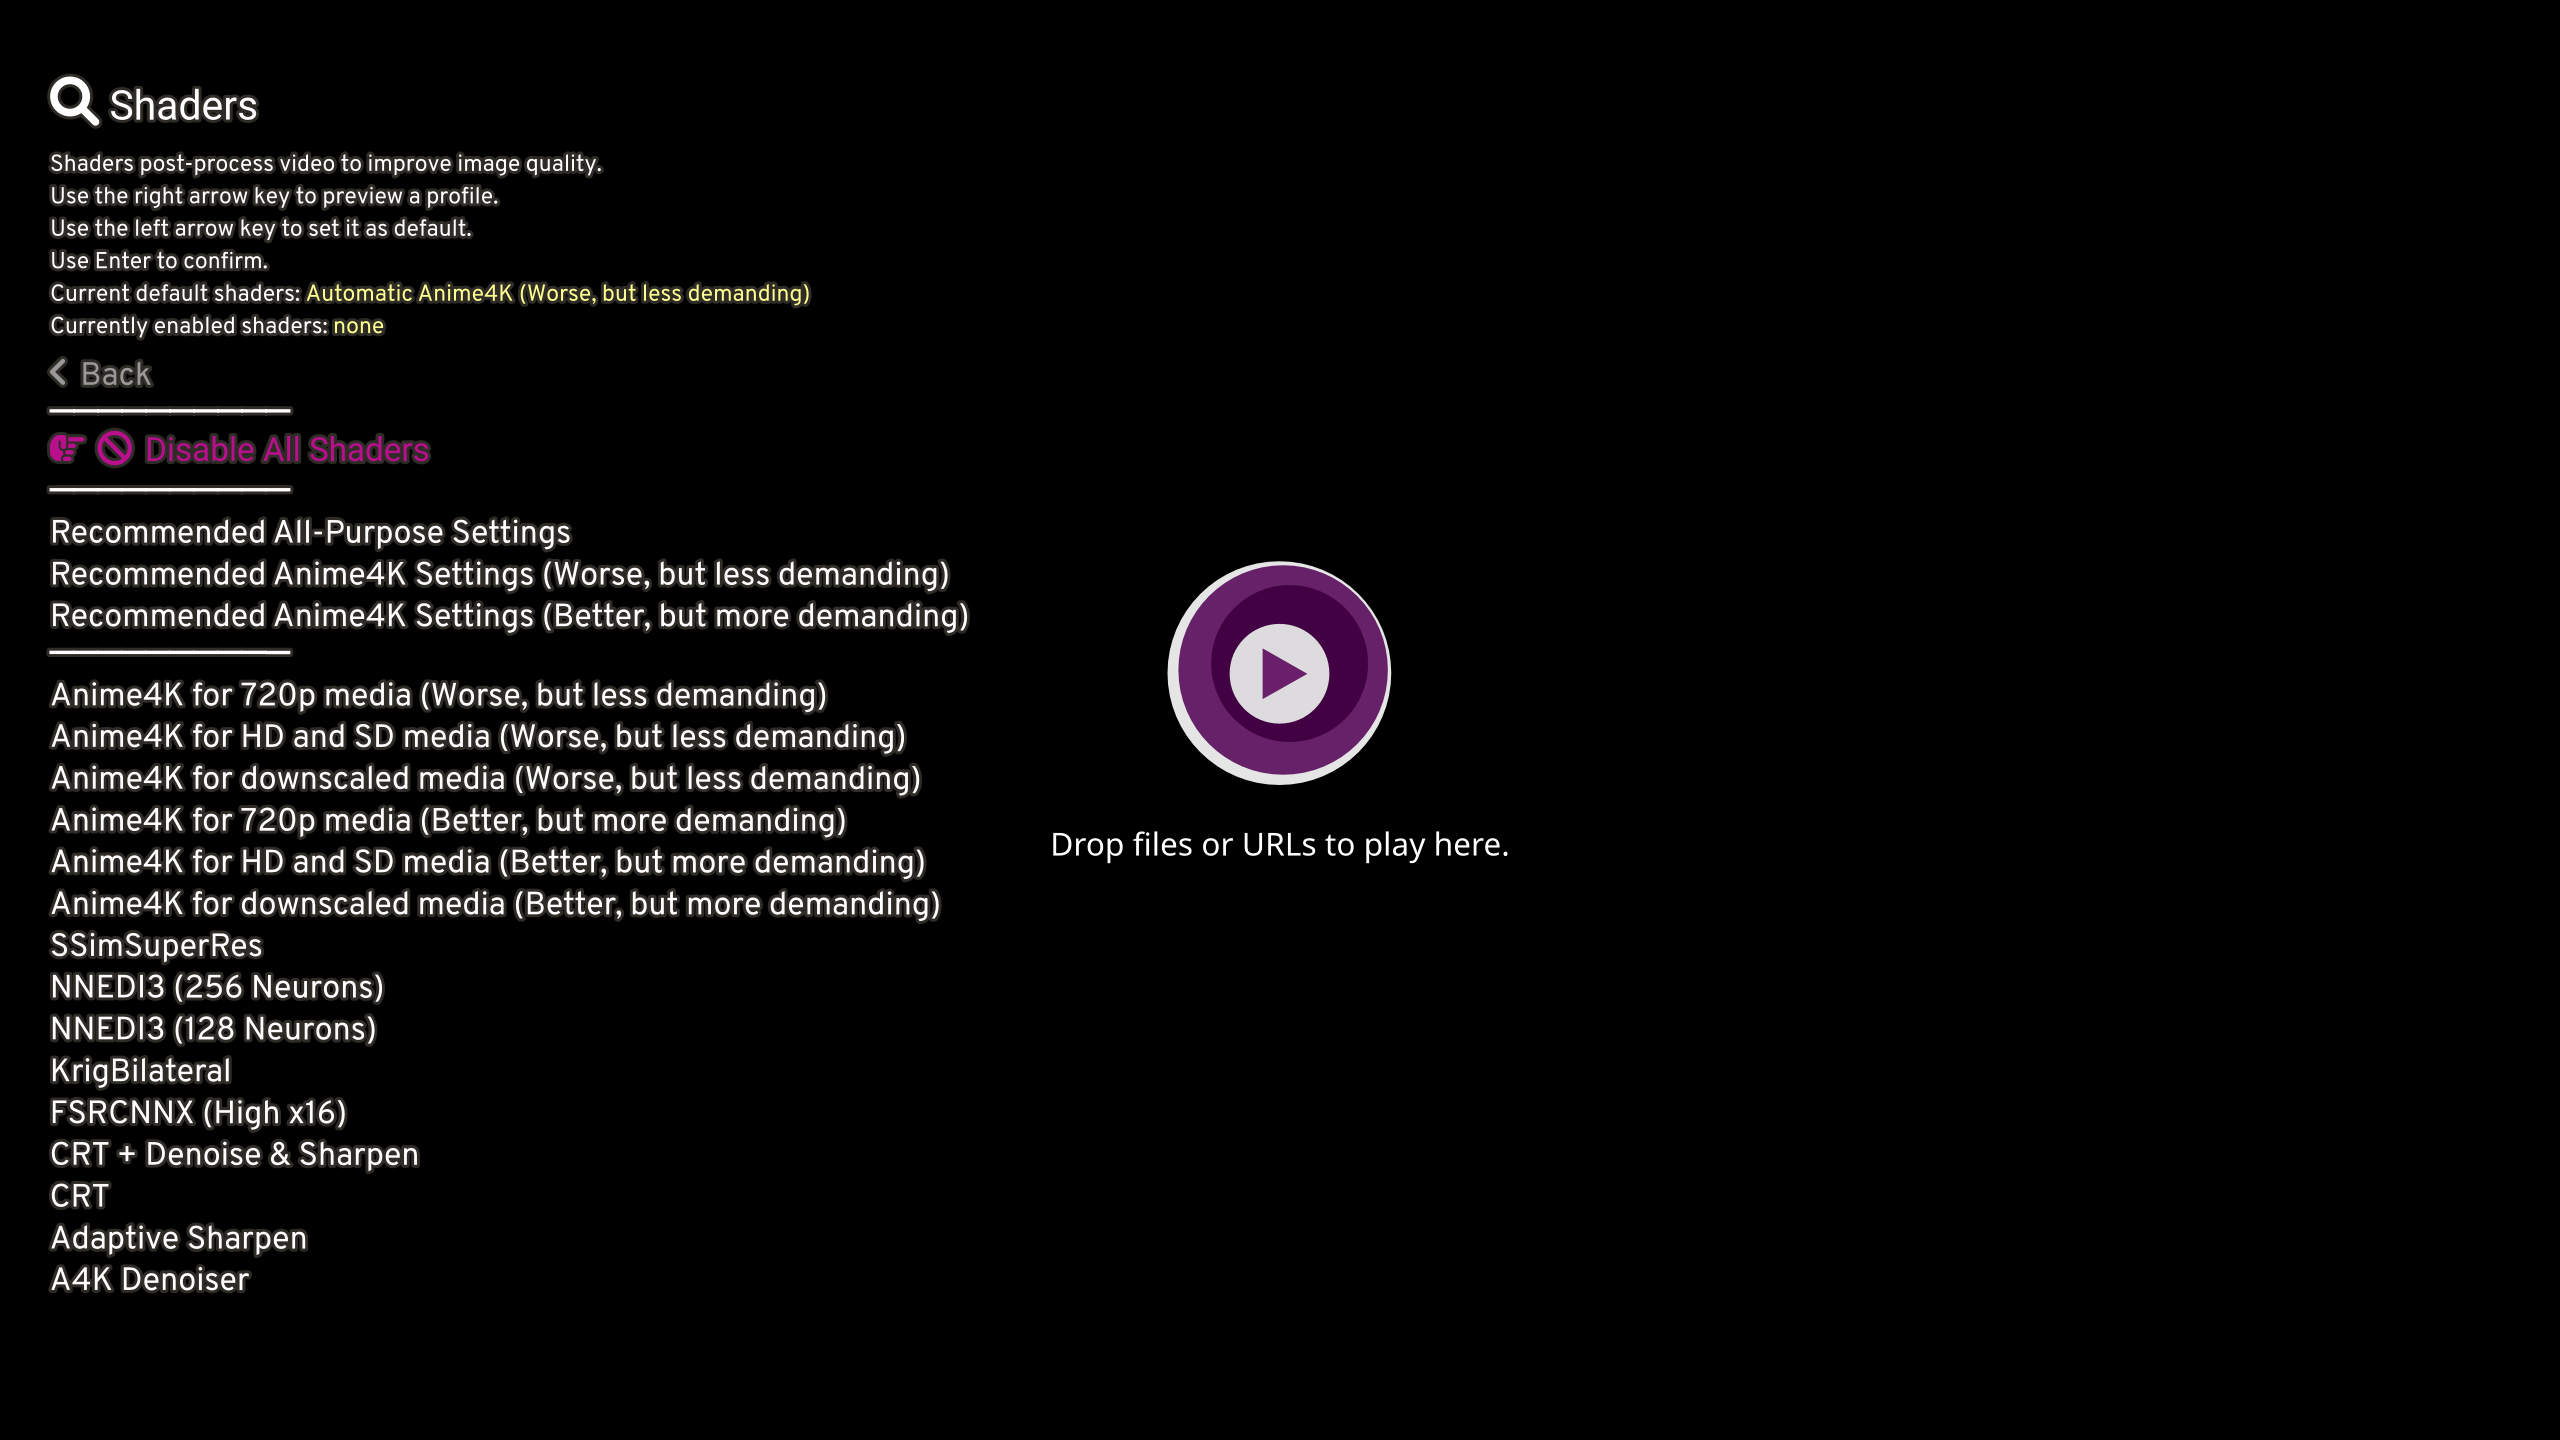 Shaders
Shaders post-process video to improve image quality.
Use the right arrow key to preview a profile.
Use the left arrow key to set it as default.
Use Enter to confirm.
Current default shaders: Automatic Anime4K (Worse, but less demanding)
Currently enabled shaders: none
Back
Disable All Shaders
Recommended All-Purpose Settings
Recommended Anime4K Settings (Worse, but less demanding)
Recommended Anime4K Settings (Better, but more demanding)
Anime4K for 720p media (Worse, but less demanding)
Anime4K for HD and SD media (Worse, but less demanding)
Anime4K for downscaled media (Worse, but less demanding)
Anime4K for 720p media (Better, but more demanding)
Anime4K for HD and SD media (Better, but more demanding)
Anime4K for downscaled media (Better, but more demanding)
SSimSuperRes
NNEDI3 (256 Neurons)
NNEDI3 (128 Neurons)
KrigBilateral
FSRCNNX (High x16)
CRT + Denoise & Sharpen
CRT
Adaptive Sharpen
A4K Denoiser
Drop files or URLs to play here.